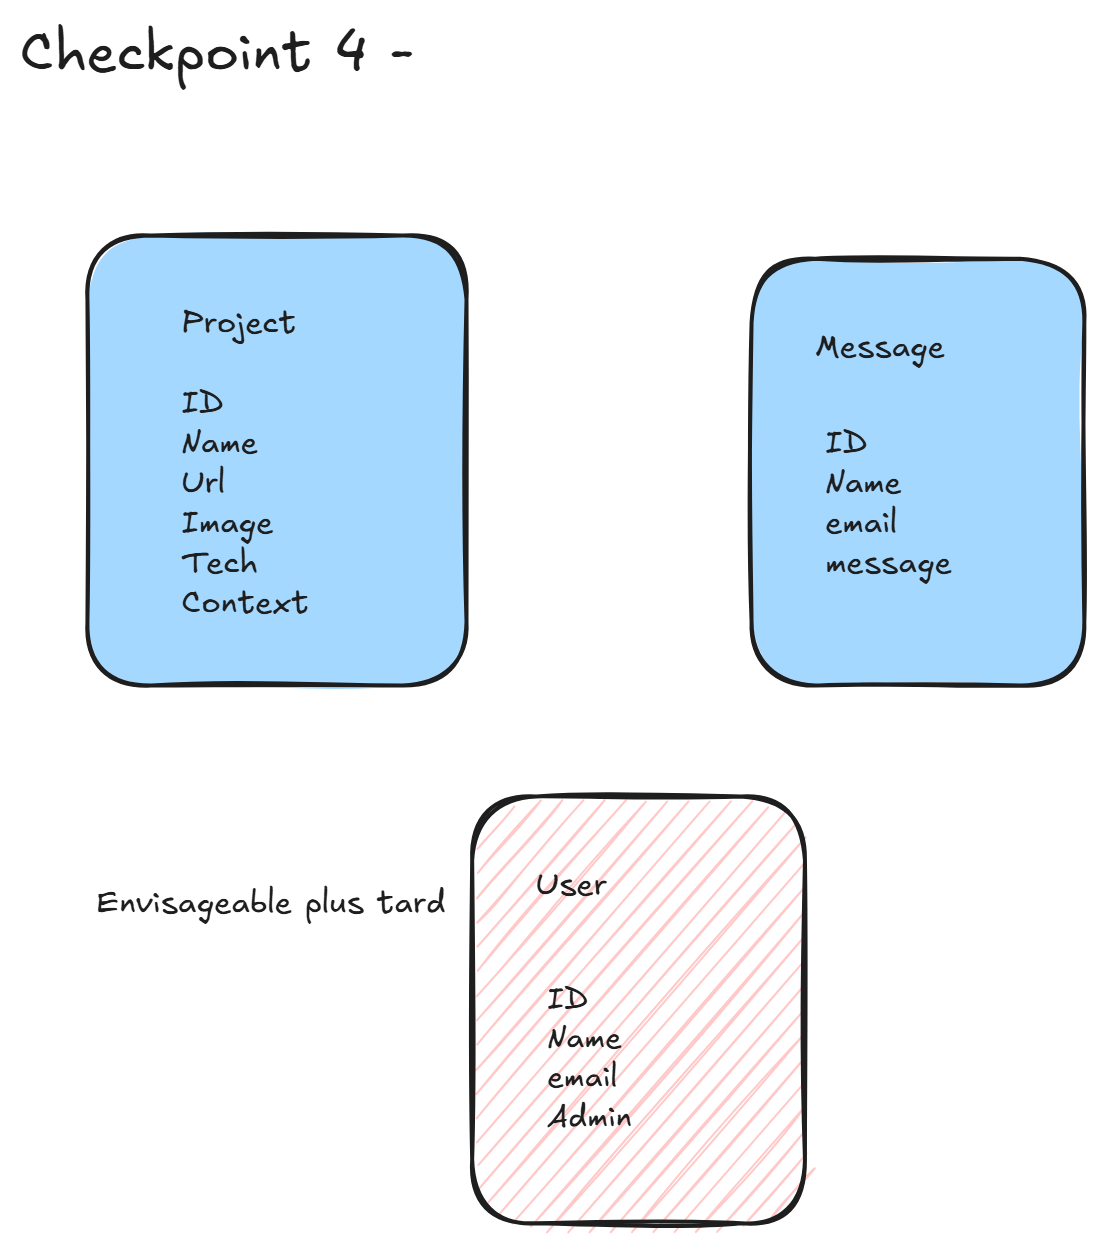 Checkpoint 4 -
Project
ID
Name
Url
Image
Tech
Context
Message
ID
Name
email
message
Envisageable plus tard
User
ID
Name
email
Admin